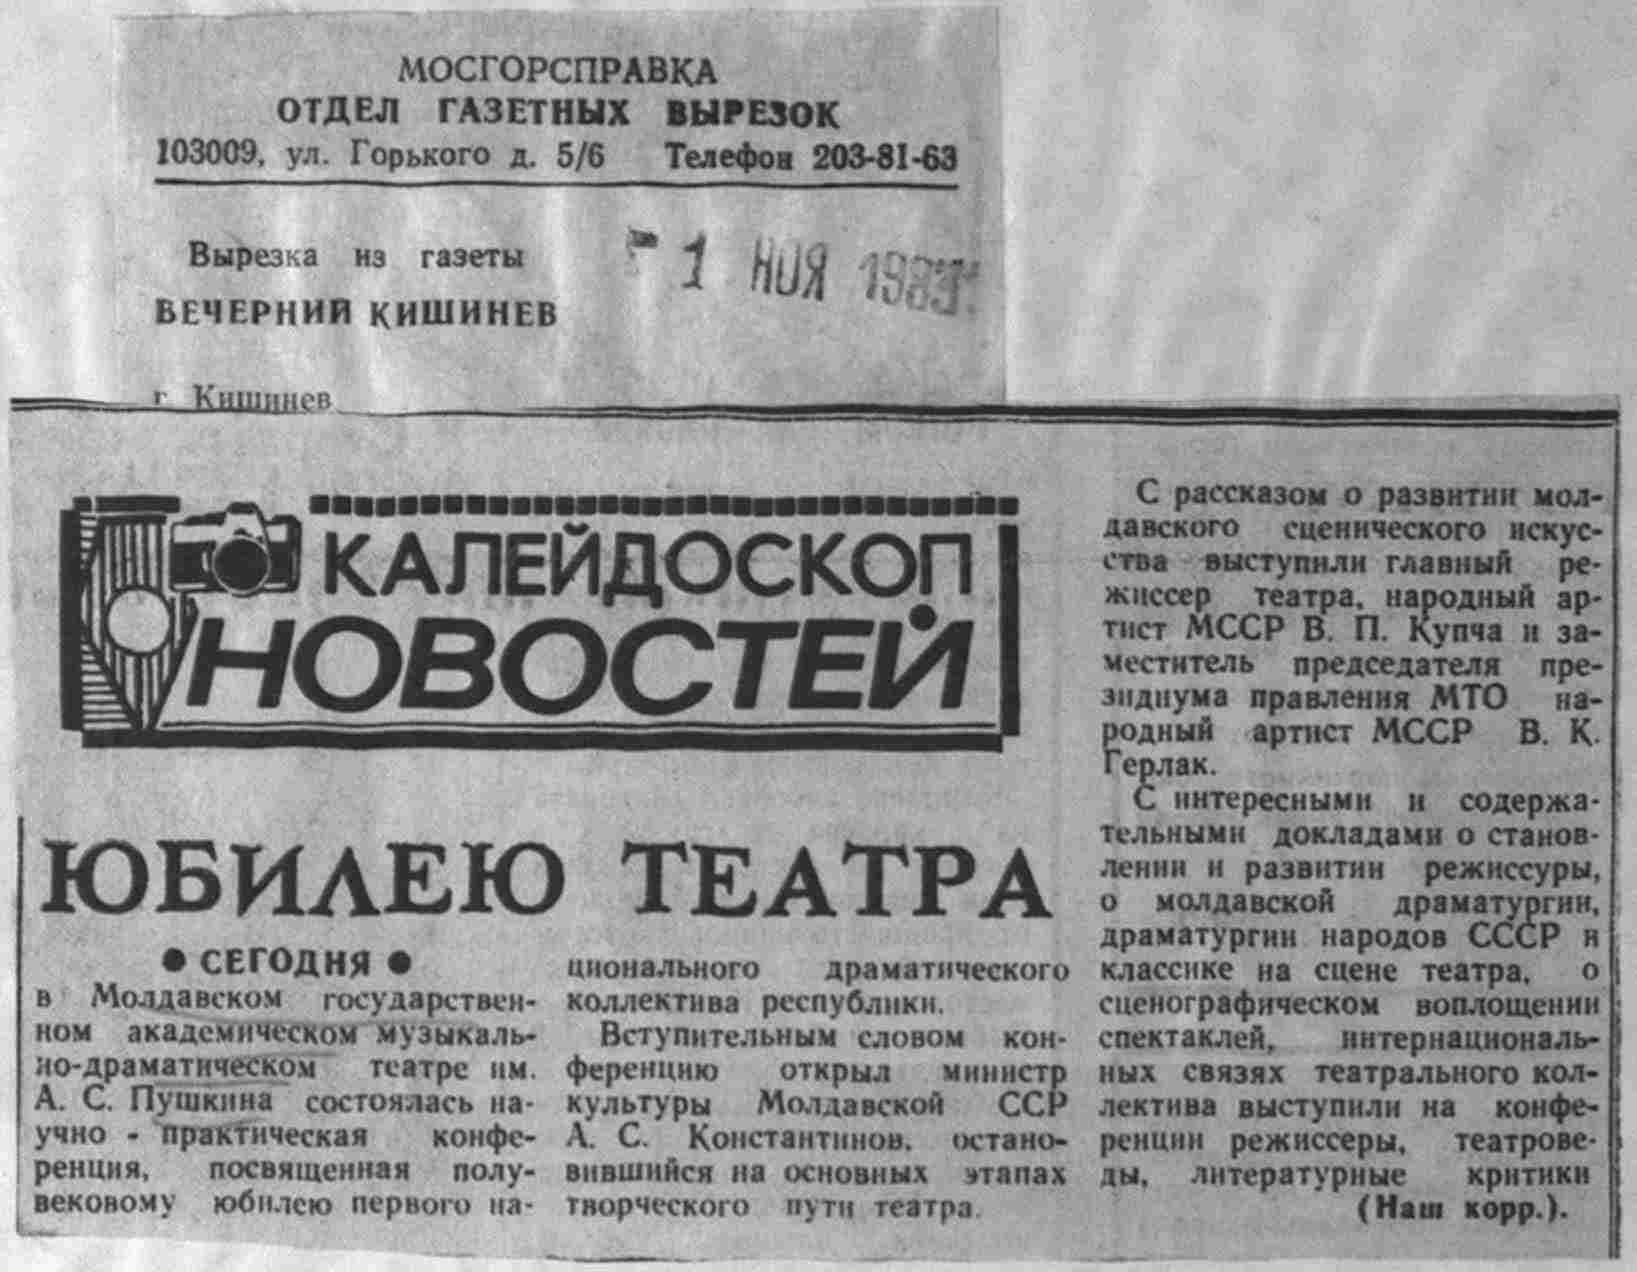 МОСГОРСПРАВКА
ОТДЕЛ ГАЗЕТНЫХ ВЫРЕЗОК
103009, ул. Горького д. 5/6 Телефон 203-81-63
Вырезка из газеты
- 1 НОЯ 1983
ВЕЧЕРНИЙ КИШИНЕВ
г. Кишинев
КАЛЕЙДОСКОП
НОВОСТЕЙ
ЮБИЛЕЮ ТЕАТРА
● СЕГОДНЯ ●
в Молдавском государствен-
ном академическом музыкаль-
но-драматическом театре им.
А. С. Пушкина состоялась на-
учно - практическая конфе-
ренция, посвященная полу-
вековому юбилею первого на-
ционального драматического
коллектива республики.
Вступительным словом кон-
ференцию открыл министр
культуры Молдавской ССР
А. С. Константинов, остано-
вившийся на основных этапах
творческого пути театра.
С рассказом о развитии мол-
давского сценического искус-
ства выступили главный ре-
жиссер театра, народный ар-
тист МССР В. П. Купча и за-
меститель председателя пре-
зидиума правления МТО на-
родный артист МССР В. К.
Герлак.
С интересными и содержа-
тельными докладами о станов-
лении и развитии режиссуры,
о молдавской драматургии,
драматургии народов СССР и
классике на сцене театра, о
сценографическом воплощении
спектаклей, интернациональ-
ных связях театрального кол-
лектива выступили на конфе-
ренции режиссеры, театрове-
ды, литературные критики
(Наш корр.).